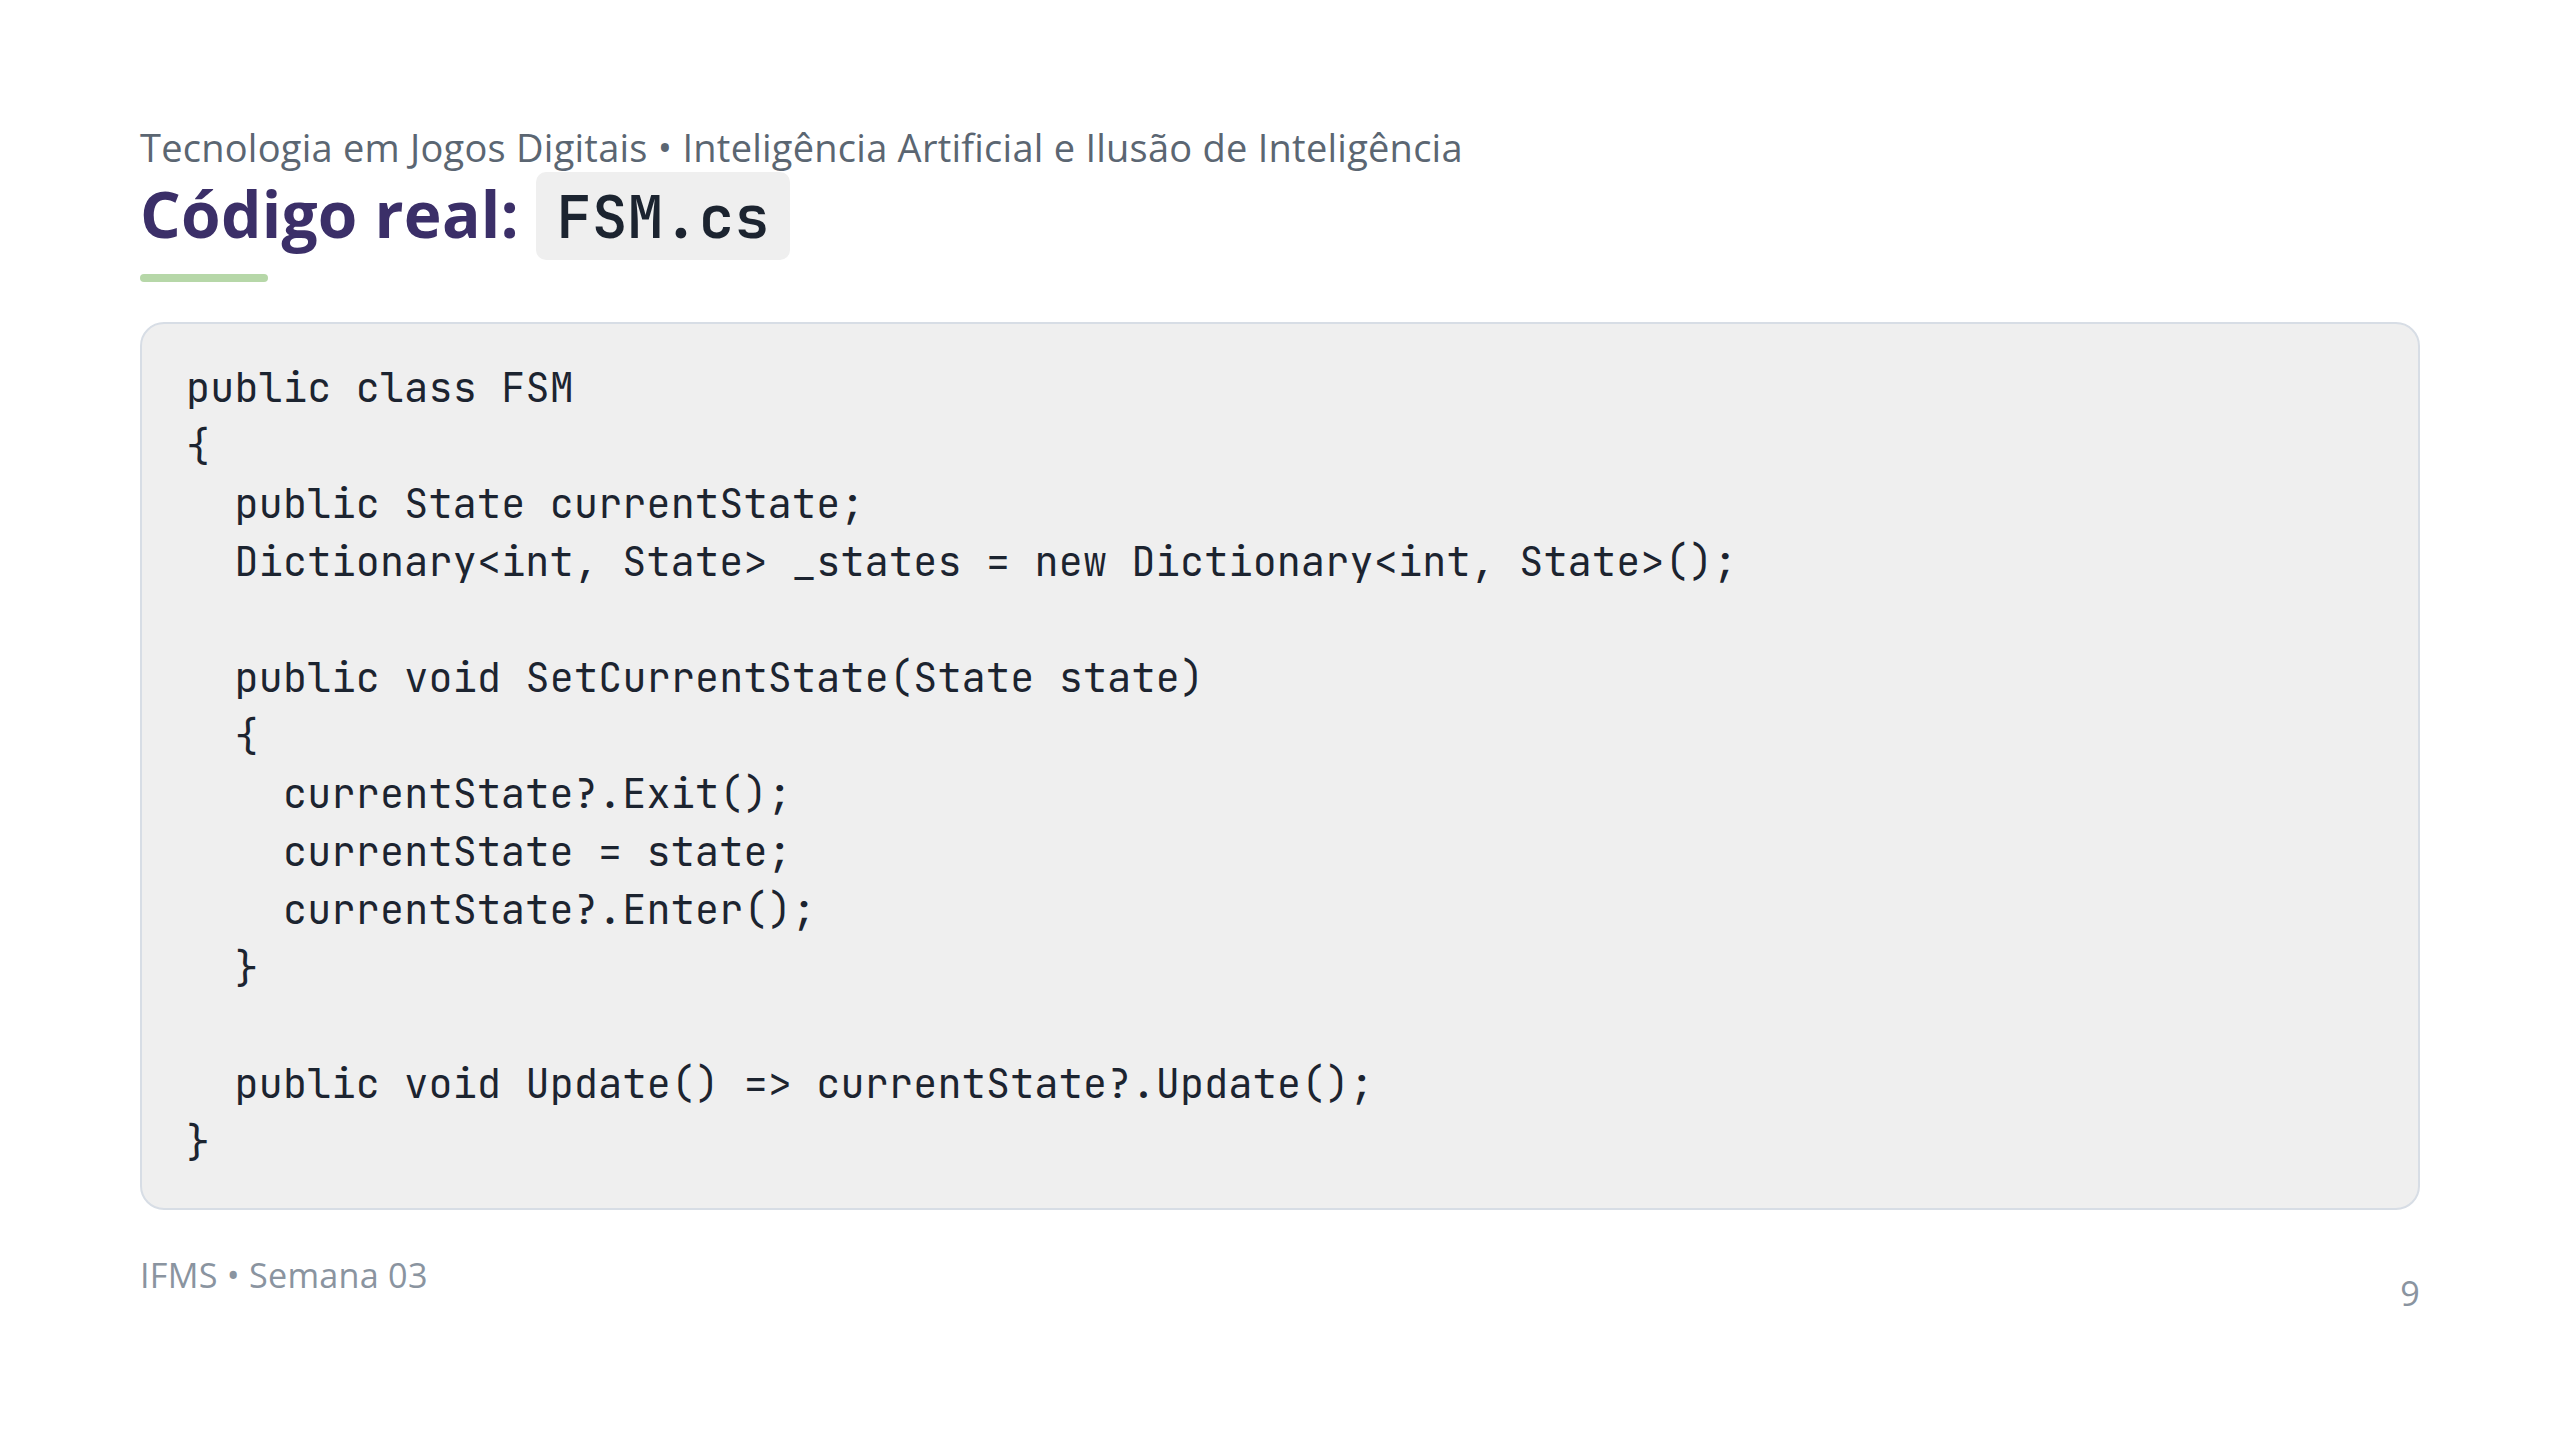 Tecnologia em Jogos Digitais • Inteligência Artificial e Ilusão de Inteligência
Código real: FSM.cs
public class FSM
{
  public State currentState;
  Dictionary<int, State> _states = new Dictionary<int, State>();

  public void SetCurrentState(State state)
  {
    currentState?.Exit();
    currentState = state;
    currentState?.Enter();
  }

  public void Update() => currentState?.Update();
}
IFMS • Semana 03
9